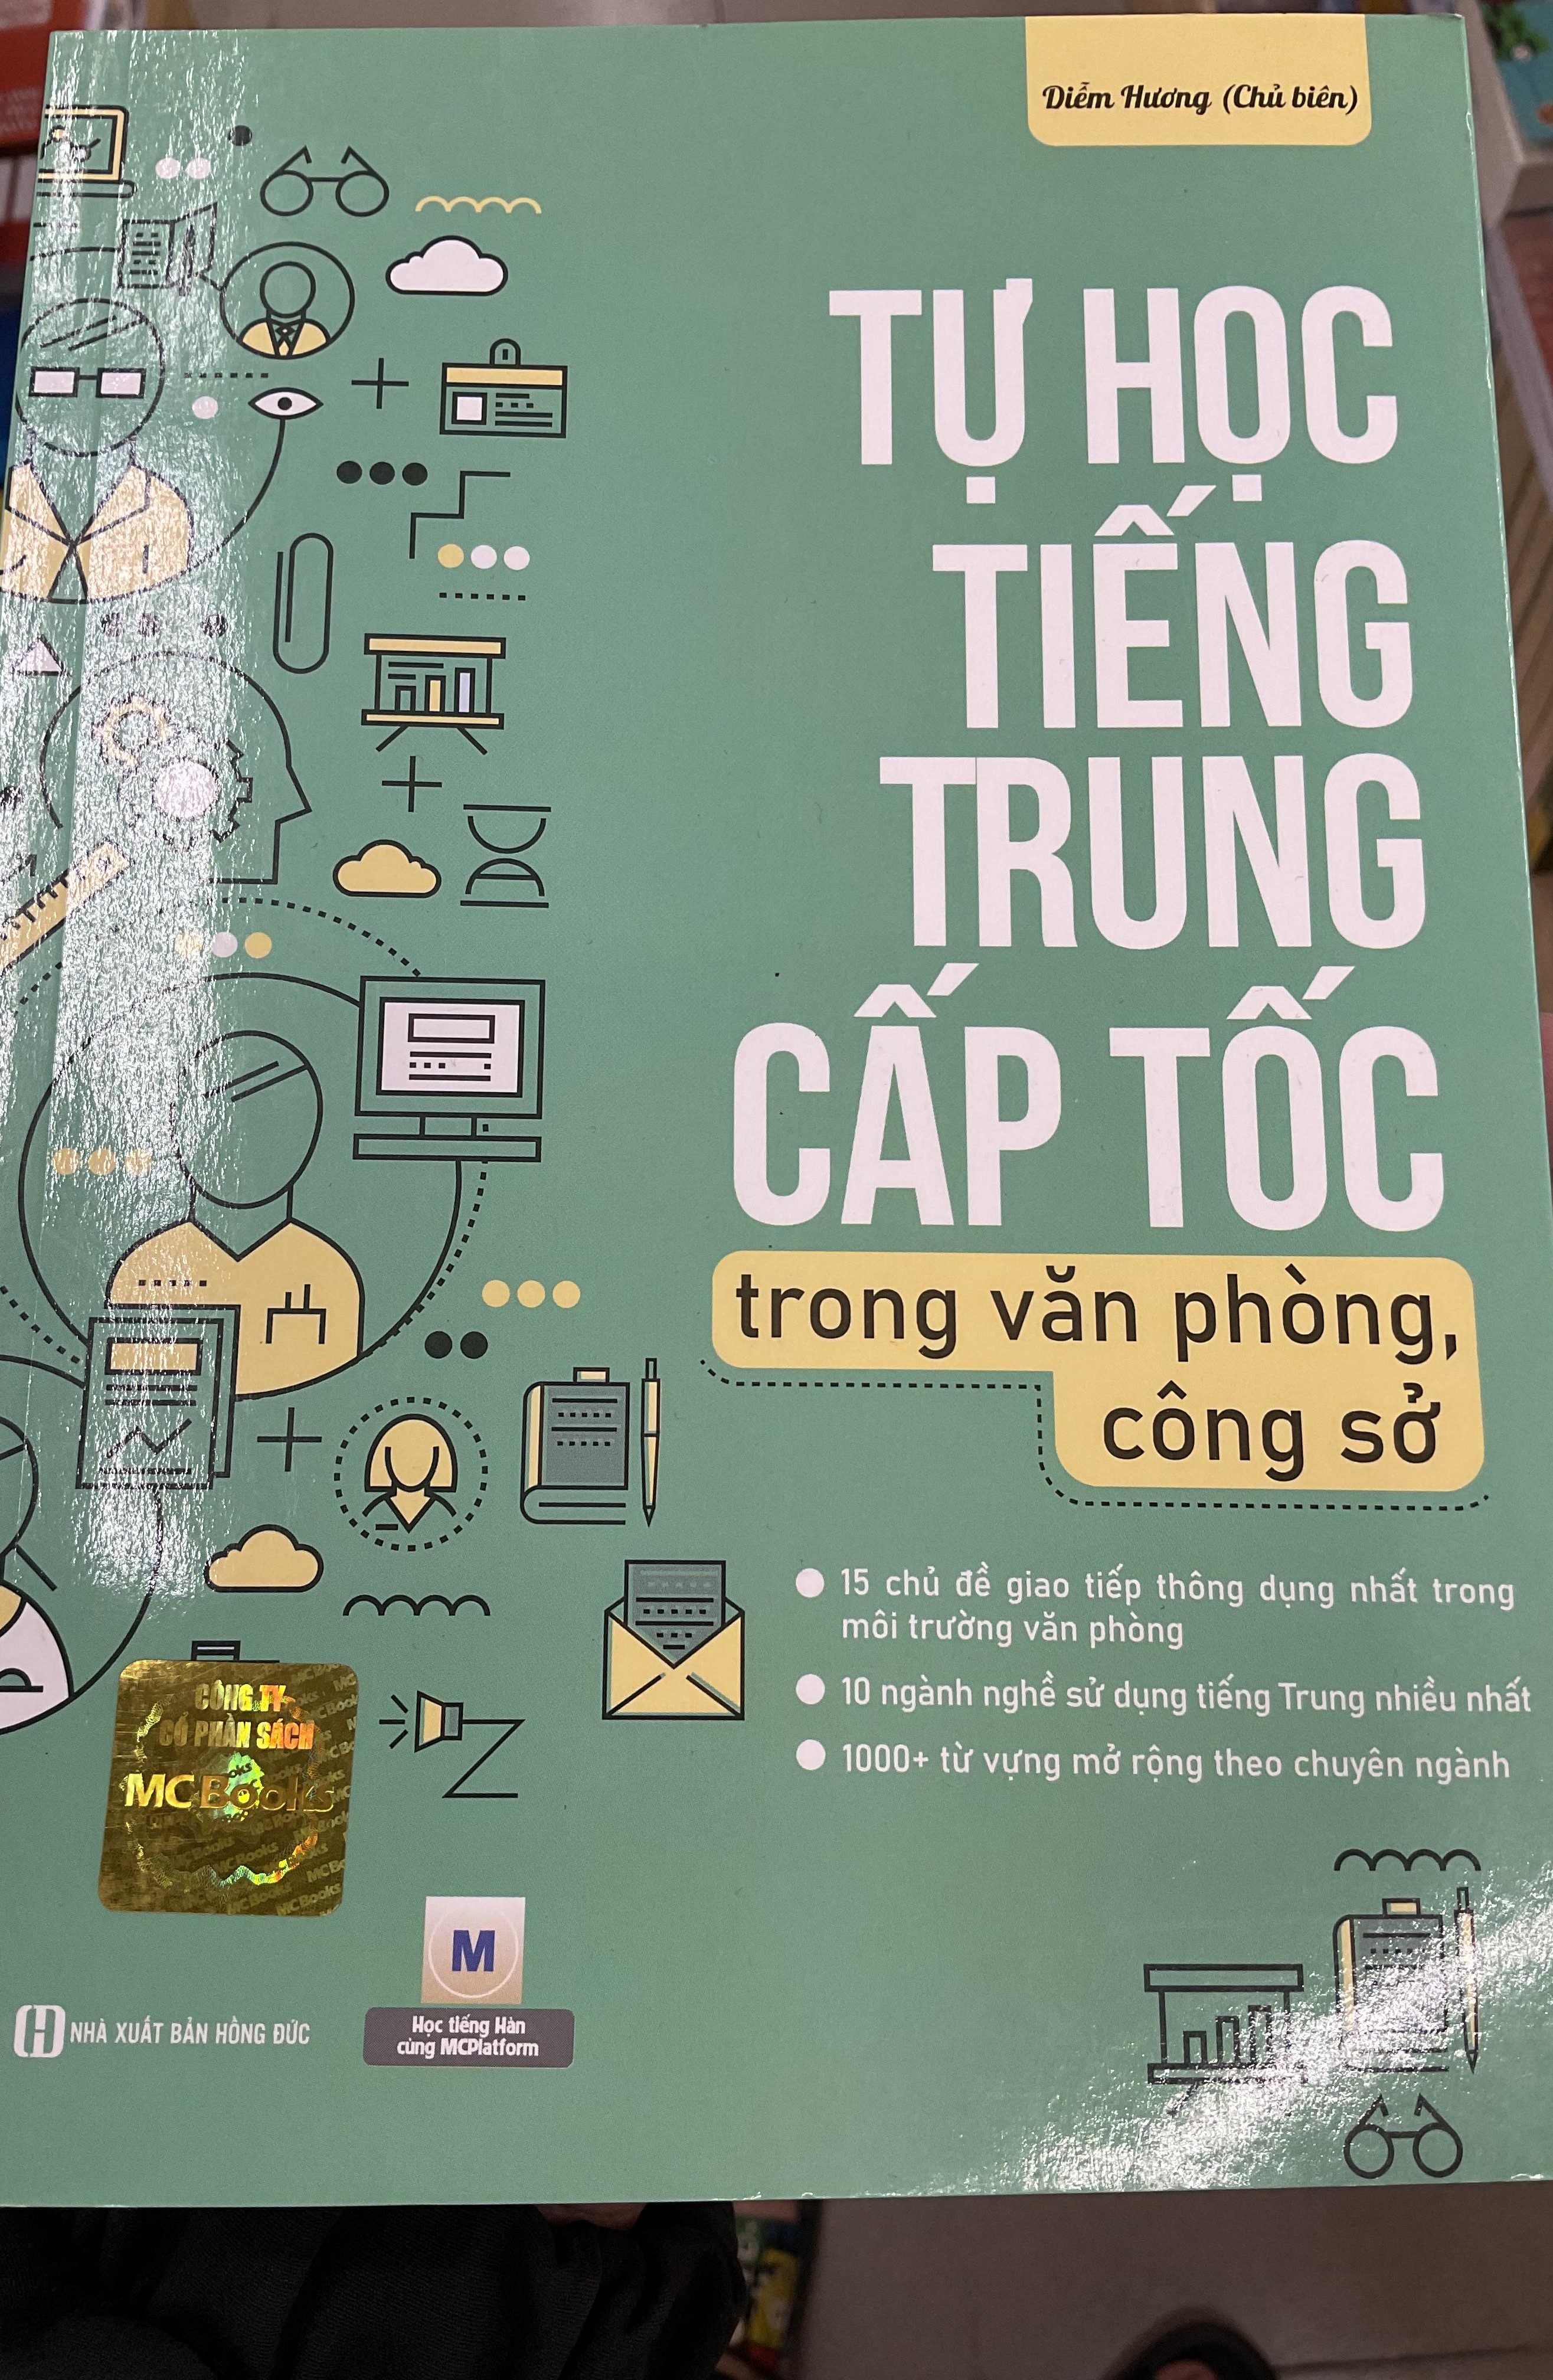 Diễm Hương (Chủ biên)
TỰ HỌC
TIẾNG
TRUNG
CẤP TỐC
trong văn phòng,
công sở
15 chủ đề giao tiếp thông dụng nhất trong
môi trường văn phòng
10 ngành nghề sử dụng tiếng Trung nhiều nhất
1000+ từ vựng mở rộng theo chuyên ngành
CÔNG TY
CỔ PHẦN SÁCH
MCBooks
M
Học tiếng Hàn
cùng MCPlatform
NHÀ XUẤT BẢN HỒNG ĐỨC